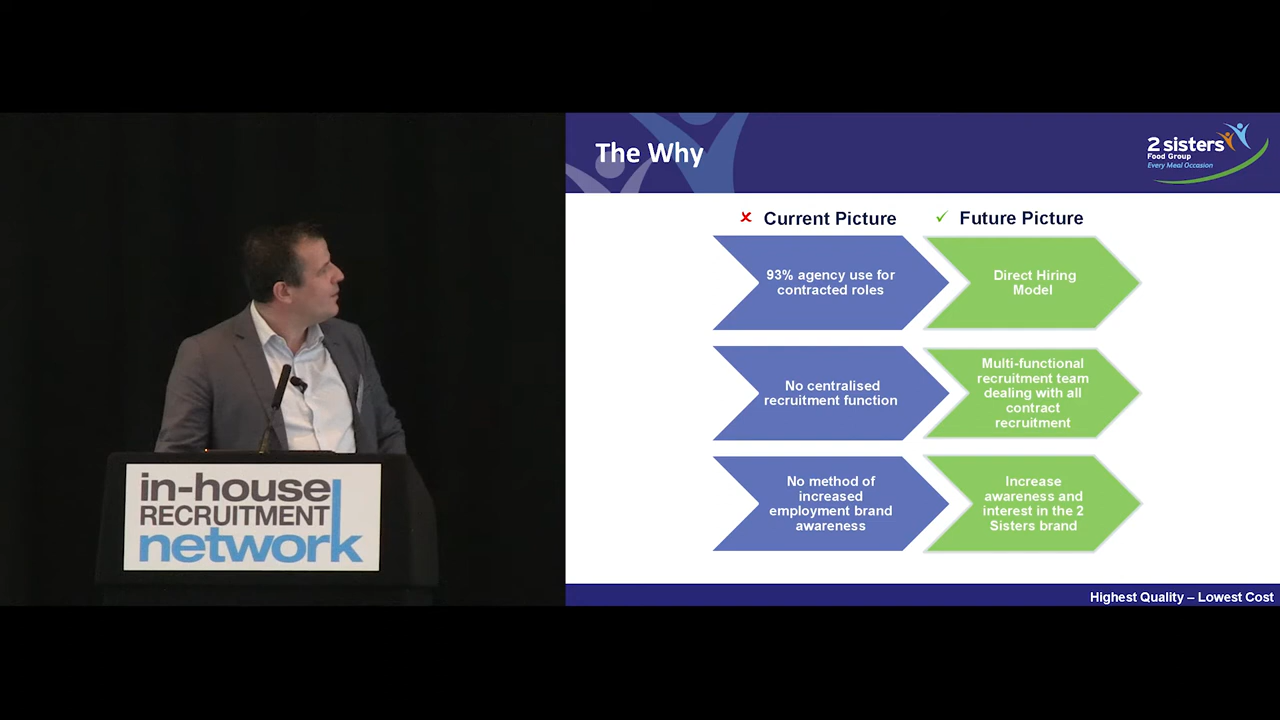 The Why
2 sisters
Food Group
Every Meal Occasion
✘ Current Picture
✓ Future Picture
93% agency use for
contracted roles
Direct Hiring
Model
No centralised
recruitment function
Multi-functional
recruitment team
dealing with all
contract
recruitment
No method of
increased
employment brand
awareness
Increase
awareness and
interest in the 2
Sisters brand
Highest Quality – Lowest Cost
in-house
RECRUITMENT
network